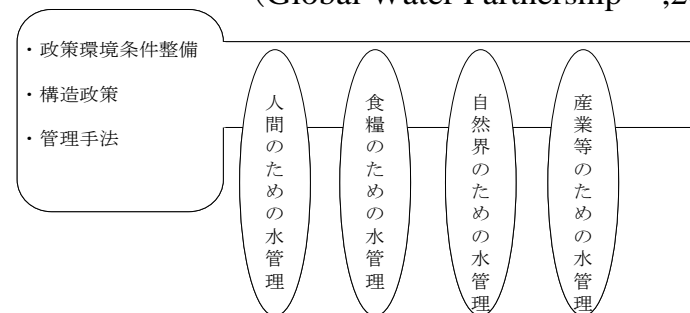 (Global Water Partnership ,2
・政策環境条件整備
・構造政策
・管理手法
人間のための水管理
食糧のための水管理
自然界のための水管理
産業等のための水管理